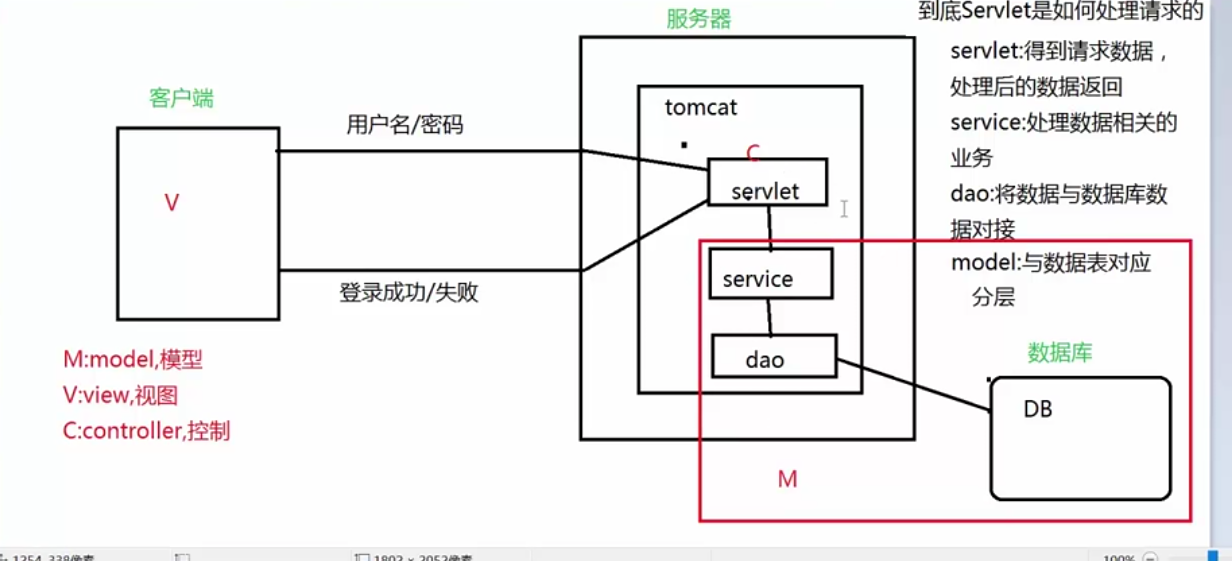 服务器
到底Servlet是如何处理请求的
servlet:得到请求数据，
处理后的数据返回
service:处理数据相关的
业务
dao:将数据与数据库数
据对接
model:与数据表对应
分层
客户端
用户名/密码
tomcat
C
servlet
V
service
登录成功/失败
dao
数据库
DB
M:model,模型
V:view,视图
C:controller,控制
M
100%